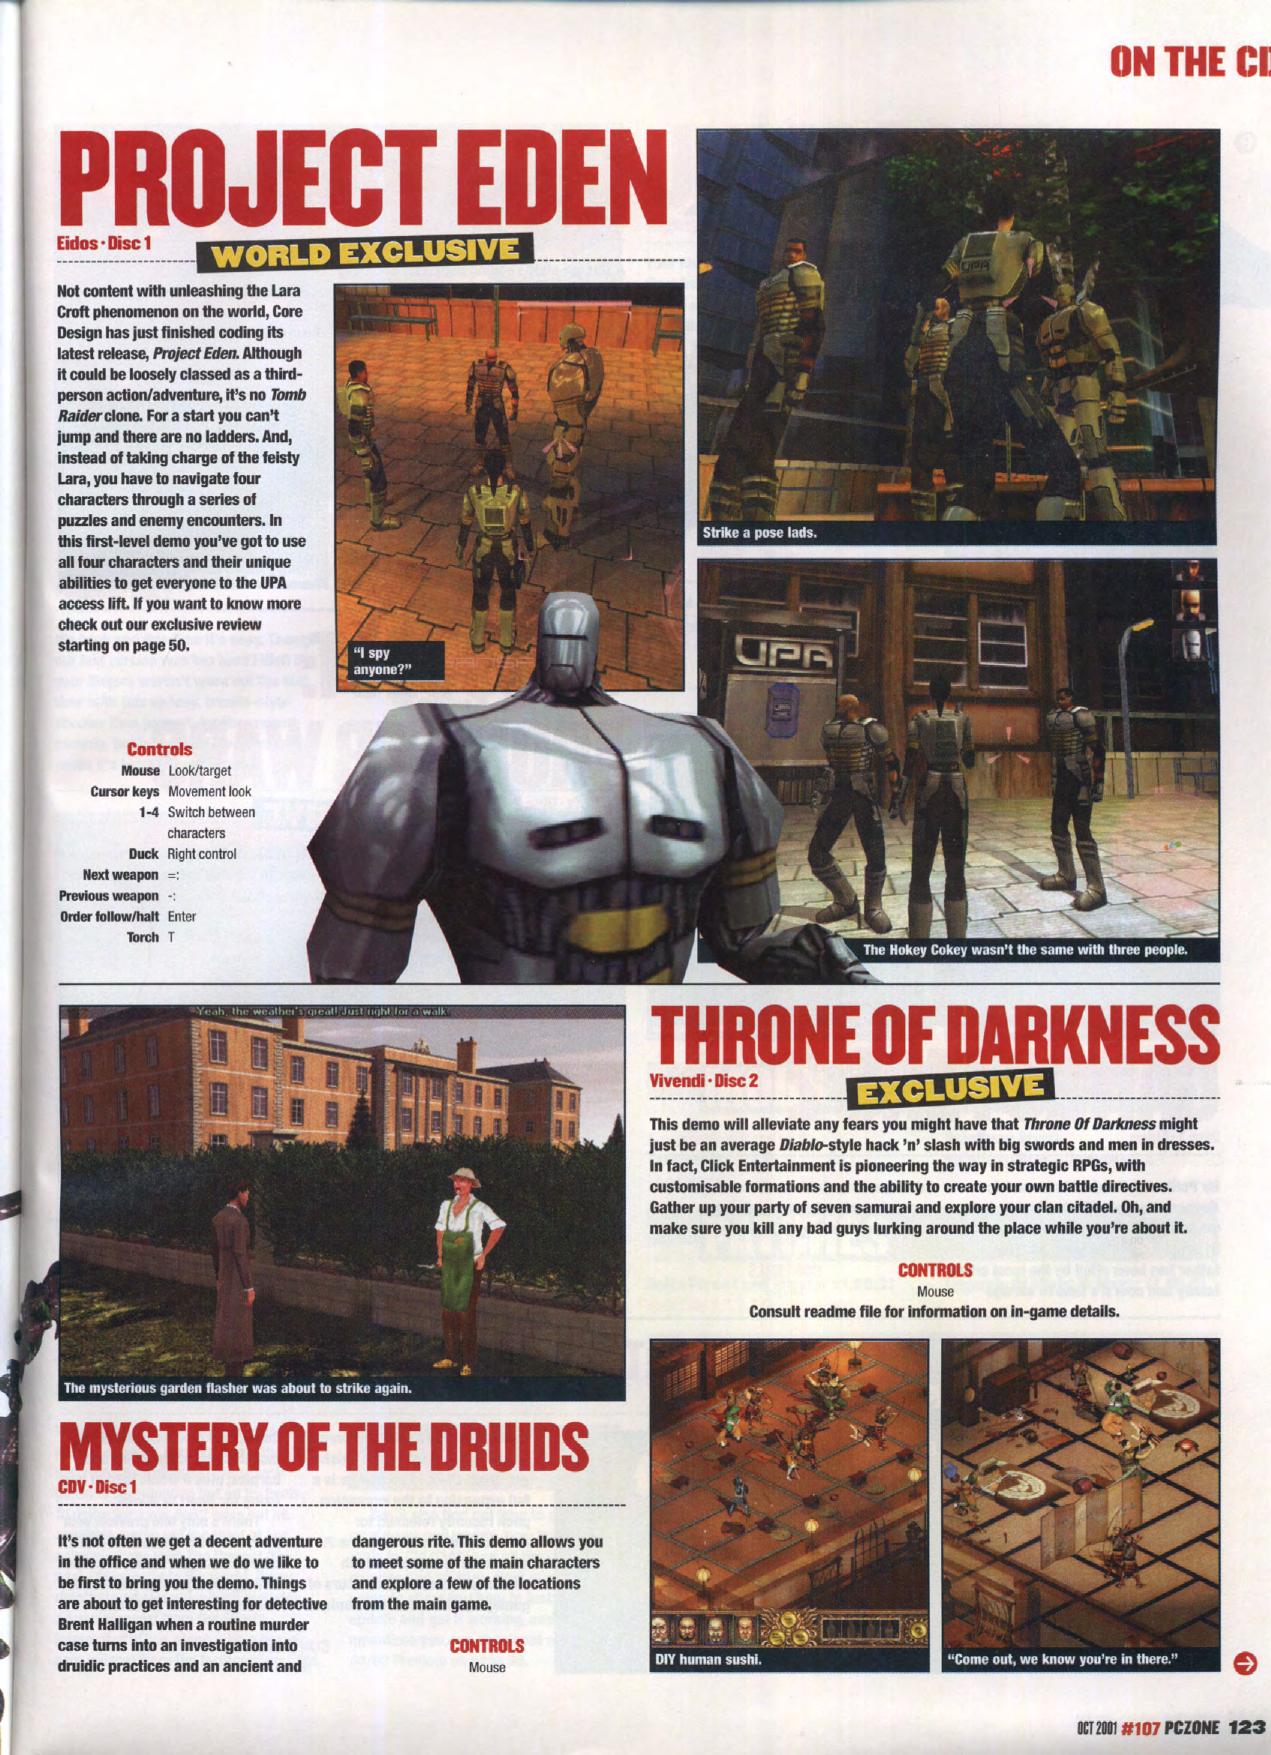 ON THE CD
PROJECT EDEN
Eidos · Disc 1
WORLD EXCLUSIVE
Not content with unleashing the Lara
Croft phenomenon on the world, Core
Design has just finished coding its
latest release, Project Eden. Although
it could be loosely classed as a third-
person action/adventure, it's no Tomb
Raider clone. For a start you can't
jump and there are no ladders. And,
instead of taking charge of the feisty
Lara, you have to navigate four
characters through a series of
puzzles and enemy encounters. In
this first-level demo you've got to use
all four characters and their unique
abilities to get everyone to the UPA
access lift. If you want to know more
check out our exclusive review
starting on page 50.
"I spy
anyone?"
UPA
Strike a pose lads.
UPA
The Hokey Cokey wasn't the same with three people.
Controls
Mouse Look/target
Cursor keys Movement look
1-4 Switch between
characters
Duck Right control
Next weapon =:
Previous weapon -:
Order follow/halt Enter
Torch T
Yeah, the weather's great! Just right for a walk.
The mysterious garden flasher was about to strike again.
MYSTERY OF THE DRUIDS
CDV · Disc 1
It's not often we get a decent adventure
in the office and when we do we like to
be first to bring you the demo. Things
are about to get interesting for detective
Brent Halligan when a routine murder
case turns into an investigation into
druidic practices and an ancient and
dangerous rite. This demo allows you
to meet some of the main characters
and explore a few of the locations
from the main game.
CONTROLS
Mouse
THRONE OF DARKNESS
Vivendi · Disc 2
EXCLUSIVE
This demo will alleviate any fears you might have that Throne Of Darkness might
just be an average Diablo-style hack 'n' slash with big swords and men in dresses.
In fact, Click Entertainment is pioneering the way in strategic RPGs, with
customisable formations and the ability to create your own battle directives.
Gather up your party of seven samurai and explore your clan citadel. Oh, and
make sure you kill any bad guys lurking around the place while you're about it.
CONTROLS
Mouse
Consult readme file for information on in-game details.
DIY human sushi.
"Come out, we know you're in there."
OCT 2001 #107 PCZONE 123